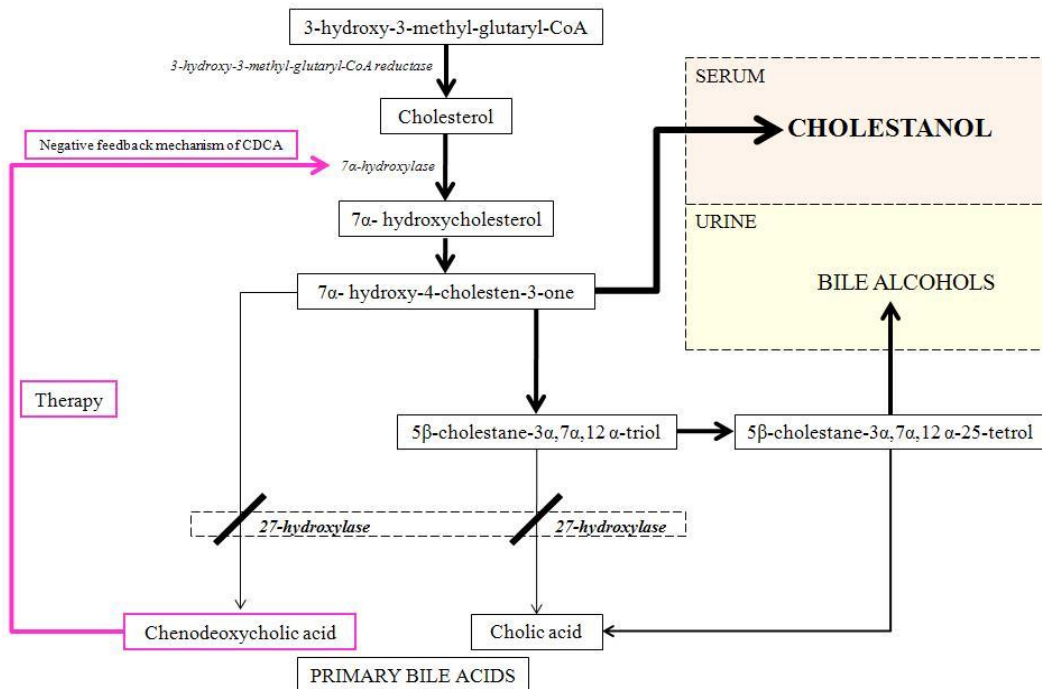 3-hydroxy-3-methyl-glutaryl-CoA
3-hydroxy-3-methyl-glutaryl-CoA reductase
SERUM
Cholesterol
CHOLESTANOL
Negative feedback mechanism of CDCA
7α-hydroxylase
7α- hydroxycholesterol
URINE
7α- hydroxy-4-cholesten-3-one
BILE ALCOHOLS
Therapy
5β-cholestane-3α,7α,12 α-triol
5β-cholestane-3α,7α,12 α-25-tetrol
27-hydroxylase
27-hydroxylase
Chenodeoxycholic acid
Cholic acid
PRIMARY BILE ACIDS